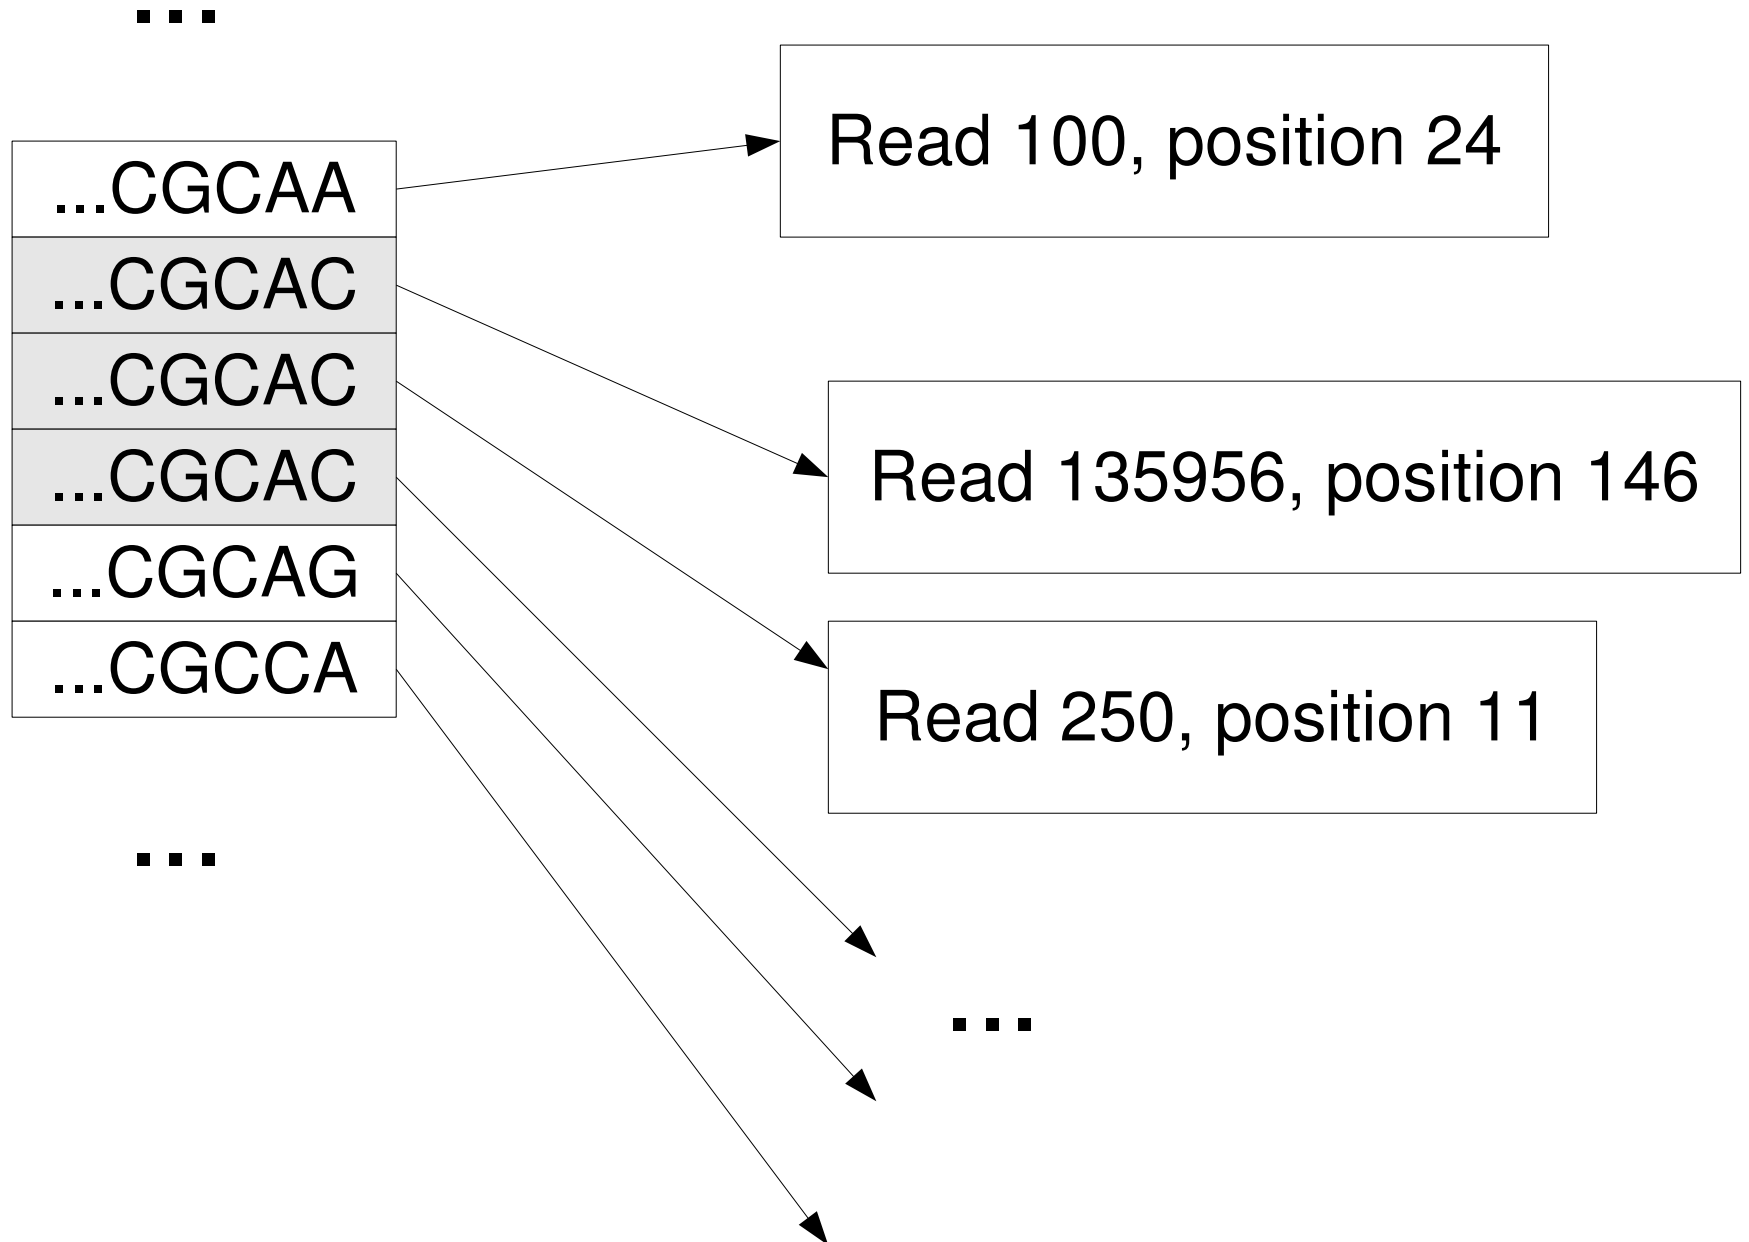 ...
...CGCAA
...CGCAC
...CGCAC
...CGCAC
...CGCAG
...CGCCA
...
Read 100, position 24
Read 135956, position 146
Read 250, position 11
...